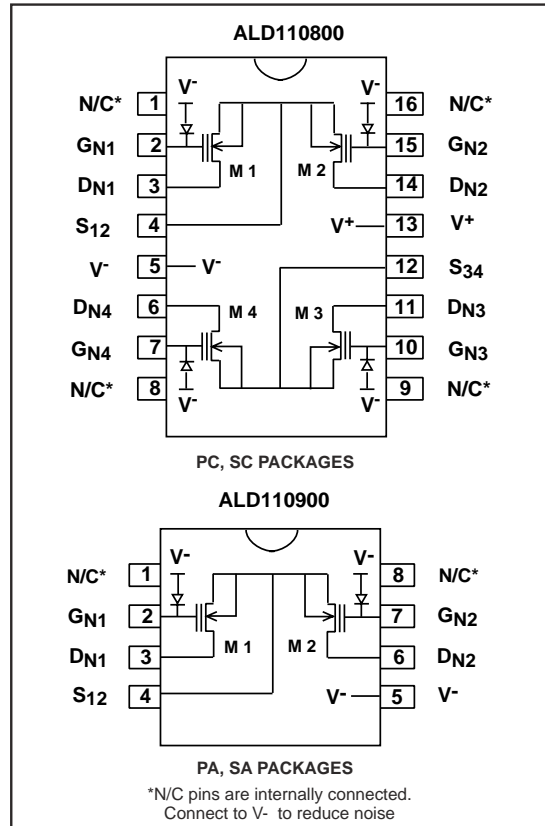 ALD110800
V- V-
N/C* 1 16 N/C*
GN1 2 15 GN2
M 1 M 2
DN1 3 14 DN2
S12 4 V+ 13 V+
V- 5 V- 12 S34
DN4 6 M 4 M 3 11 DN3
GN4 7 10 GN3
N/C* 8 V- V- 9 N/C*
PC, SC PACKAGES
ALD110900
V- V-
N/C* 1 8 N/C*
GN1 2 7 GN2
M 1 M 2
DN1 3 6 DN2
S12 4 V- 5 V-
PA, SA PACKAGES
*N/C pins are internally connected.
Connect to V- to reduce noise